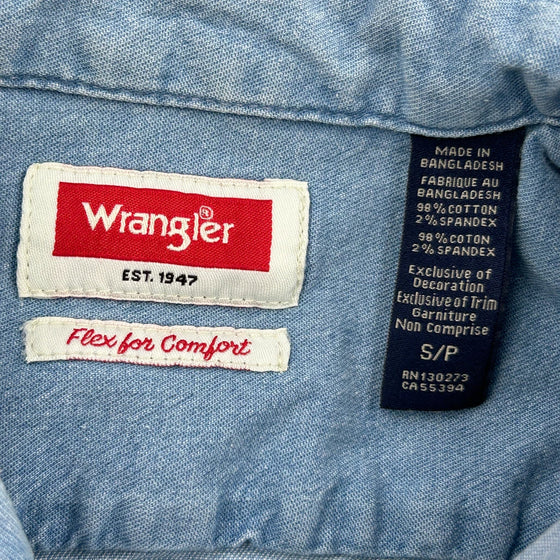 Wrangler®
EST. 1947
Flex for Comfort
MADE IN
BANGLADESH
FABRIQUE AU
BANGLADESH
98% COTTON
2% SPANDEX
98% COTON
2% SPANDEX
Exclusive of
Decoration
Exclusive of Trim
Garniture
Non Comprise
S/P
RN130273
CA55394